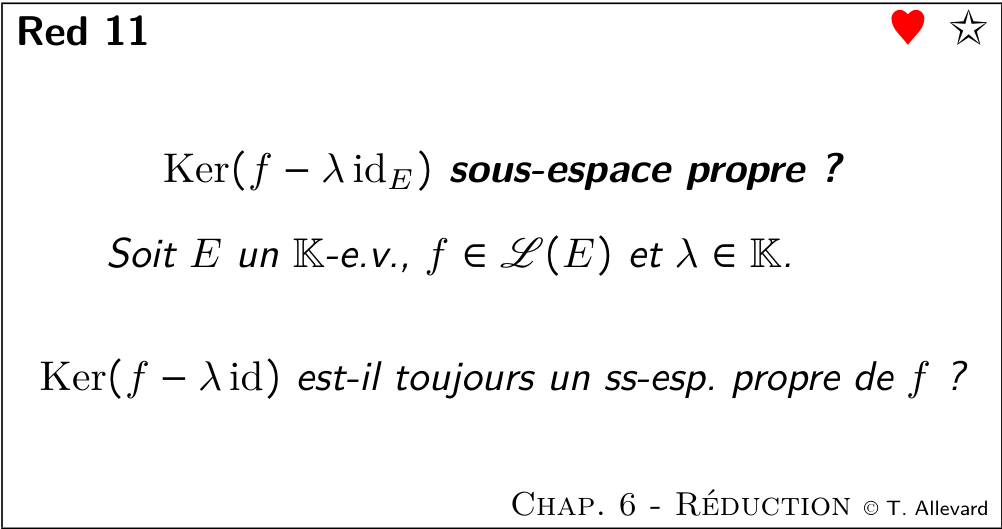 Red 11
Ker(f − λ id_E) sous-espace propre ?
Soit E un 𝕂-e.v., f ∈ ℒ(E) et λ ∈ 𝕂.
Ker(f − λ id) est-il toujours un ss-esp. propre de f ?
Chap. 6 - Réduction © T. Allevard